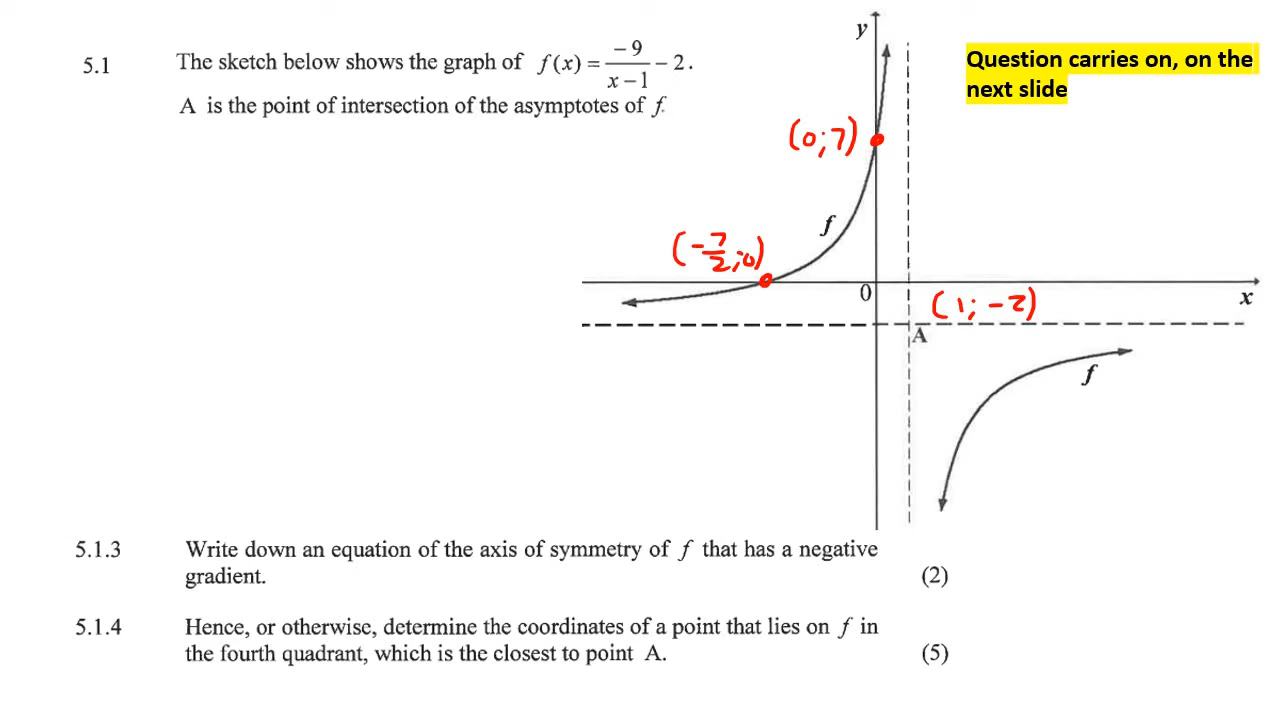 5.1 The sketch below shows the graph of f(x) = -9/(x-1) - 2.
A is the point of intersection of the asymptotes of f.
y
Question carries on, on the
next slide
(0;7)
f
(-7/2;0)
0
x
(1; -2)
A
f
5.1.3 Write down an equation of the axis of symmetry of f that has a negative
gradient. (2)
5.1.4 Hence, or otherwise, determine the coordinates of a point that lies on f in
the fourth quadrant, which is the closest to point A. (5)